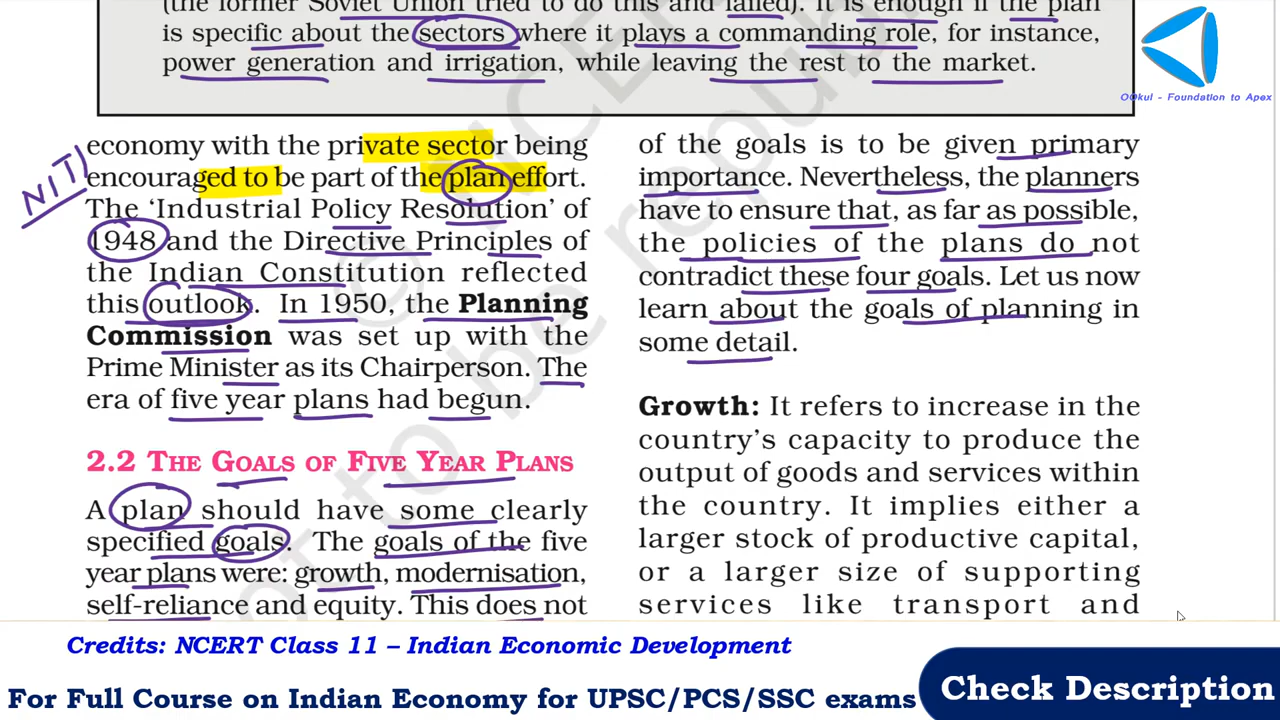 (the former Soviet Union tried to do this and failed). It is enough if the plan
is specific about the sectors where it plays a commanding role, for instance,
power generation and irrigation, while leaving the rest to the market.
OOkul - Foundation to Apex
NITI
economy with the private sector being
encouraged to be part of the plan effort.
The ‘Industrial Policy Resolution’ of
1948 and the Directive Principles of
the Indian Constitution reflected
this outlook. In 1950, the Planning
Commission was set up with the
Prime Minister as its Chairperson. The
era of five year plans had begun.
2.2 THE GOALS OF FIVE YEAR PLANS
A plan should have some clearly
specified goals. The goals of the five
year plans were: growth, modernisation,
self-reliance and equity. This does not
of the goals is to be given primary
importance. Nevertheless, the planners
have to ensure that, as far as possible,
the policies of the plans do not
contradict these four goals. Let us now
learn about the goals of planning in
some detail.
Growth: It refers to increase in the
country’s capacity to produce the
output of goods and services within
the country. It implies either a
larger stock of productive capital,
or a larger size of supporting
services like transport and
Credits: NCERT Class 11 – Indian Economic Development
For Full Course on Indian Economy for UPSC/PCS/SSC exams
Check Description